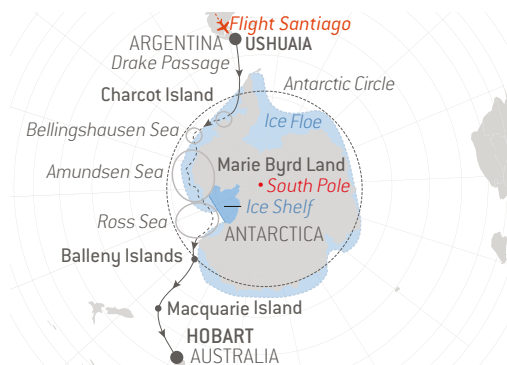 Flight Santiago
ARGENTINA USHUAIA
Drake Passage
Antarctic Circle
Charcot Island
Ice Floe
Bellingshausen Sea
Marie Byrd Land
Amundsen Sea
South Pole
Ice Shelf
Ross Sea
ANTARCTICA
Balleny Islands
Macquarie Island
HOBART
AUSTRALIA